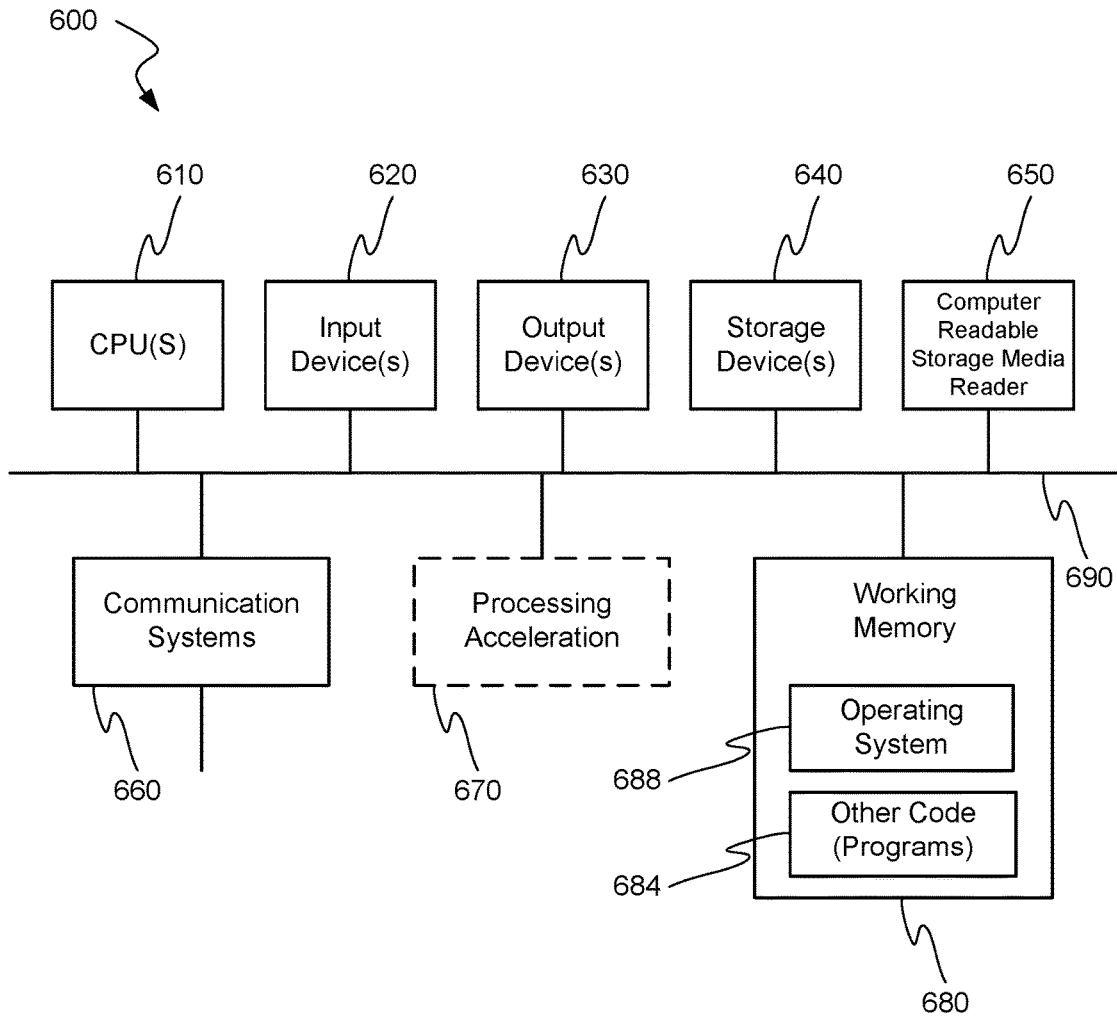 600
610
620
630
640
650
CPU(S)
Input
Device(s)
Output
Device(s)
Storage
Device(s)
Computer
Readable
Storage Media
Reader
690
Communication
Systems
Processing
Acceleration
Working
Memory
Operating
System
688
Other Code
(Programs)
684
660
670
680